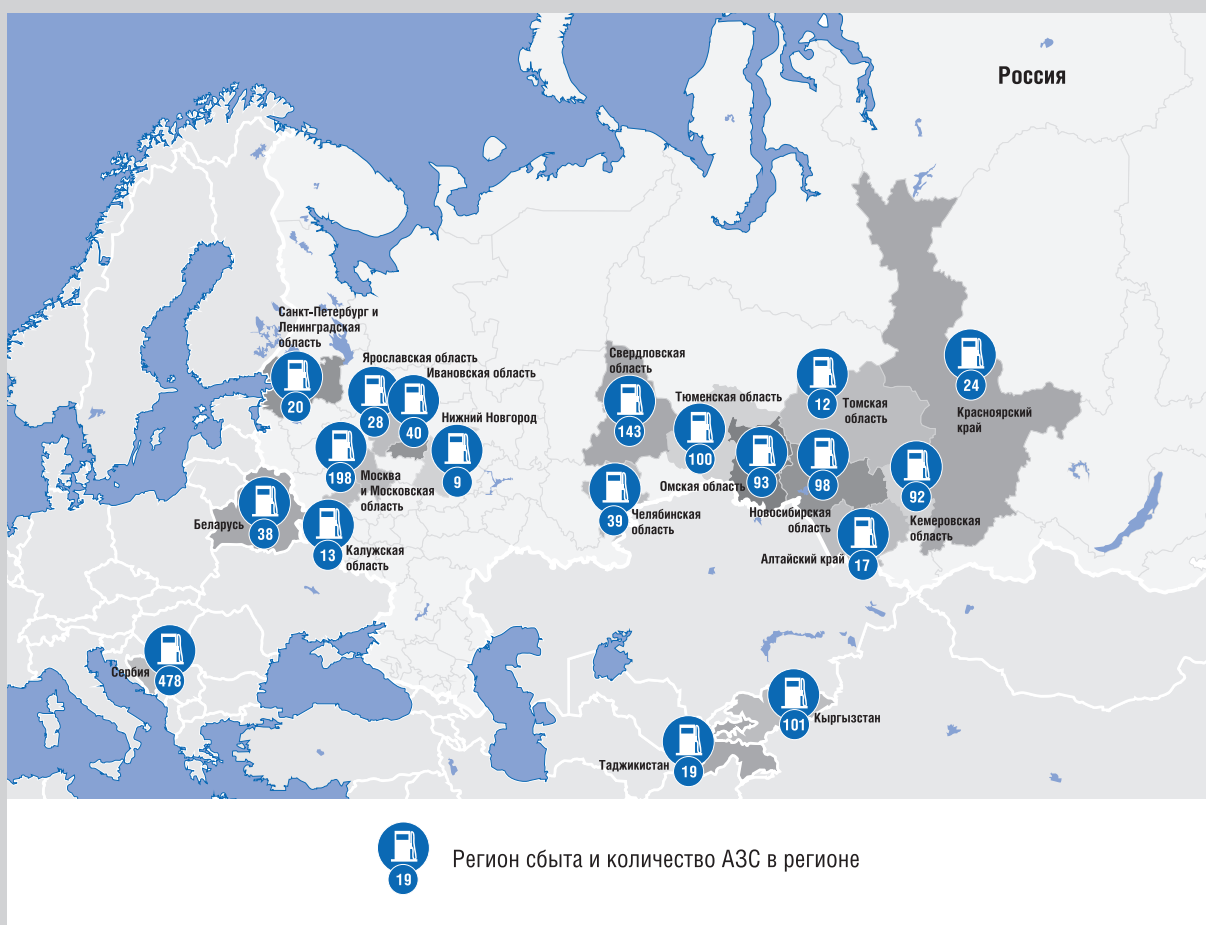 Россия
Санкт-Петербург и
Ленинградская
область
20
Ярославская область
28
Ивановская область
40
Нижний Новгород
9
198
Москва
и Московская
область
Беларусь
38
13
Калужская
область
Свердловская
область
143
Тюменская область
100
Омская область
93
12
Томская
область
98
Новосибирская
область
24
Красноярский
край
92
Кемеровская
область
39
Челябинская
область
Алтайский край
17
Сербия
478
101
Кыргызстан
Таджикистан
19
19
Регион сбыта и количество АЗС в регионе